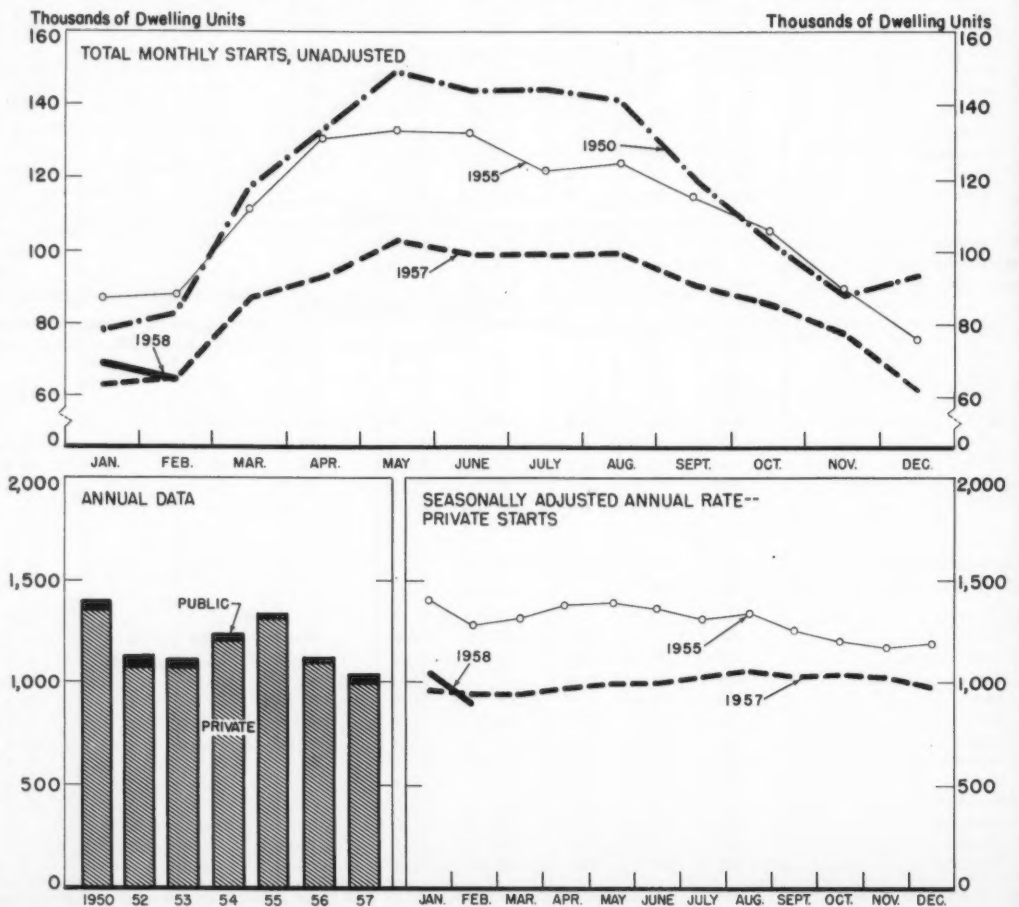 Thousands of Dwelling Units
Thousands of Dwelling Units
160
160
TOTAL MONTHLY STARTS, UNADJUSTED
140
140
1950
120
120
1955
100
100
1957
80
80
1958
60
60
0
0
JAN. FEB. MAR. APR. MAY JUNE JULY AUG. SEPT. OCT. NOV. DEC.
2,000
ANNUAL DATA
1,500
PUBLIC
1,000
PRIVATE
500
0
1950 52 53 54 55 56 57
SEASONALLY ADJUSTED ANNUAL RATE--
PRIVATE STARTS
2,000
1,500
1958
1955
1,000
1957
500
0
JAN. FEB. MAR. APR. MAY JUNE JULY AUG. SEPT. OCT. NOV. DEC.